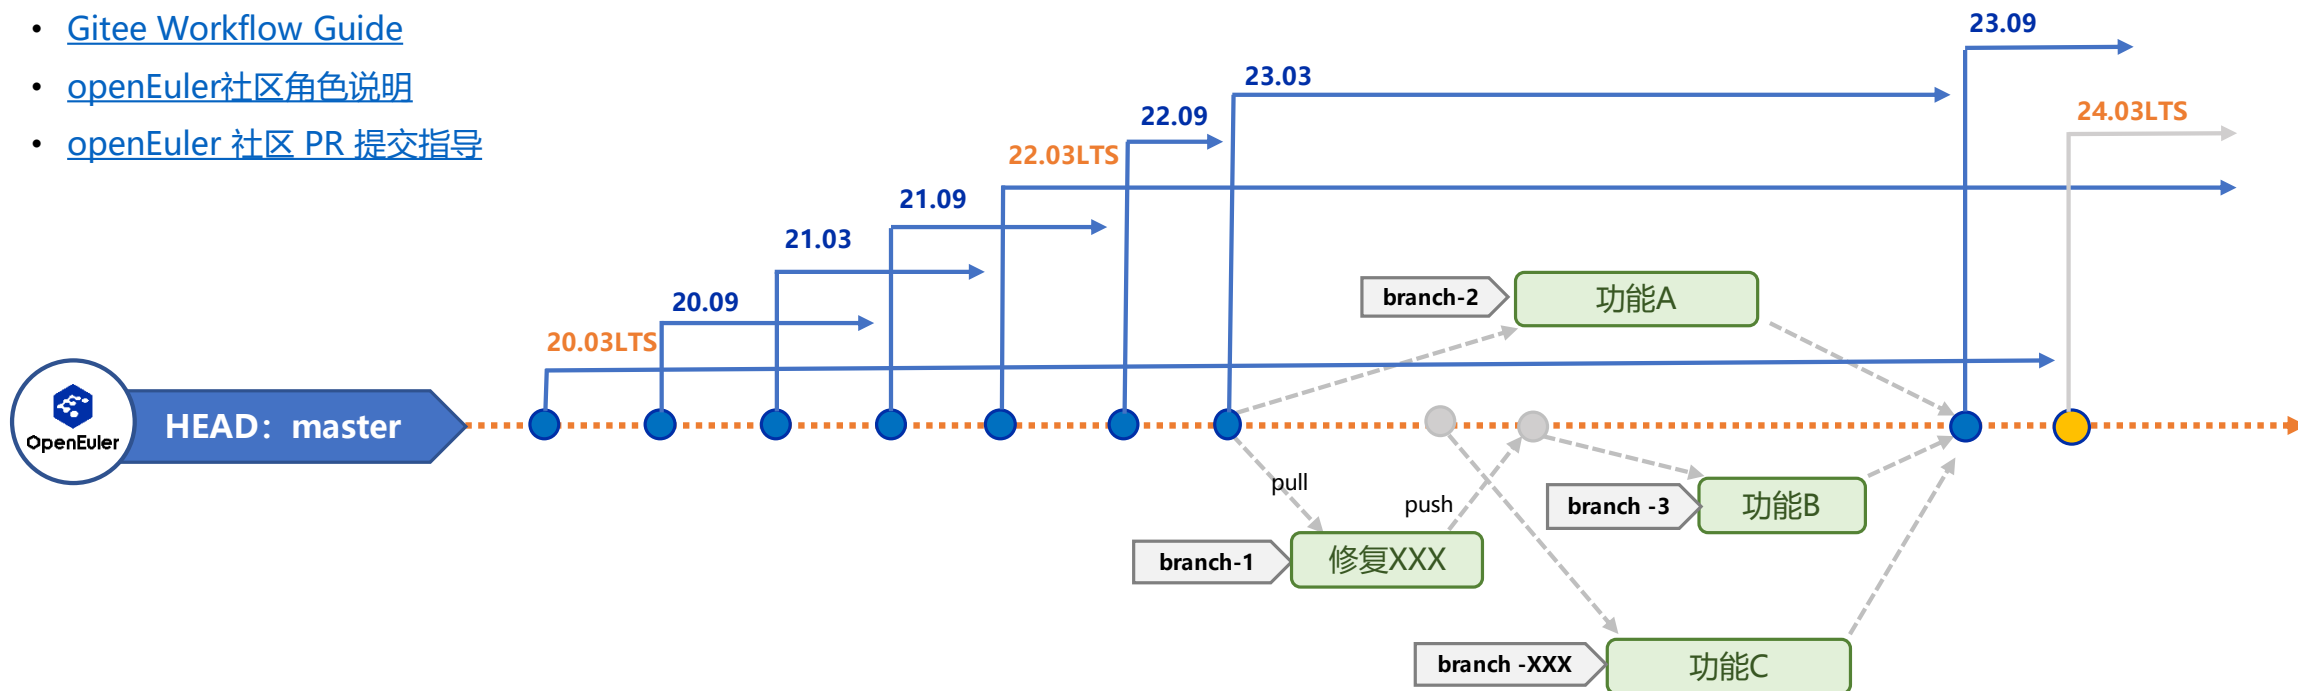 • Gitee Workflow Guide
• openEuler社区角色说明
• openEuler 社区 PR 提交指导
23.09
23.03
24.03LTS
22.09
22.03LTS
21.09
21.03
20.09
20.03LTS
branch-2
功能A
OpenEuler
HEAD：master
pull
push
branch -3
功能B
branch-1
修复XXX
branch -XXX
功能C